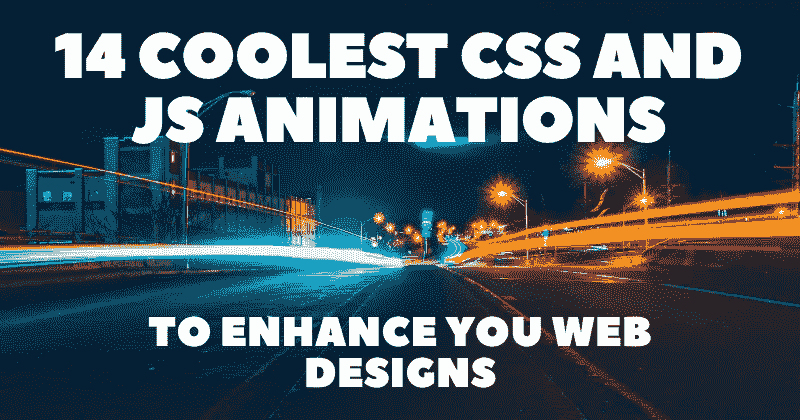 14 COOLEST CSS AND
JS ANIMATIONS
TO ENHANCE YOU WEB
DESIGNS